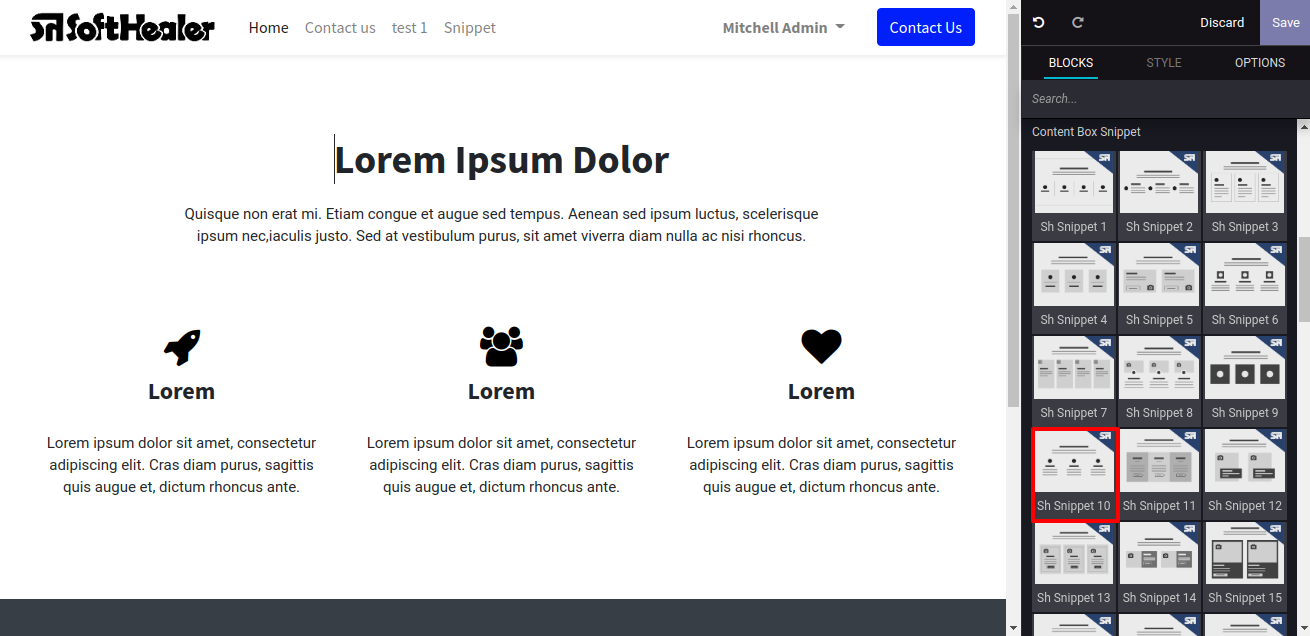 SoftHealer Home Contact us test 1 Snippet Mitchell Admin Contact Us
Discard Save
BLOCKS STYLE OPTIONS
Search...
Content Box Snippet
Sh Snippet 1 Sh Snippet 2 Sh Snippet 3
Sh Snippet 4 Sh Snippet 5 Sh Snippet 6
Sh Snippet 7 Sh Snippet 8 Sh Snippet 9
Sh Snippet 10 Sh Snippet 11 Sh Snippet 12
Sh Snippet 13 Sh Snippet 14 Sh Snippet 15
Lorem Ipsum Dolor
Quisque non erat mi. Etiam congue et augue sed tempus. Aenean sed ipsum luctus, scelerisque
ipsum nec,iaculis justo. Sed at vestibulum purus, sit amet viverra diam nulla ac nisi rhoncus.
Lorem
Lorem ipsum dolor sit amet, consectetur
adipiscing elit. Cras diam purus, sagittis
quis augue et, dictum rhoncus ante.
Lorem
Lorem ipsum dolor sit amet, consectetur
adipiscing elit. Cras diam purus, sagittis
quis augue et, dictum rhoncus ante.
Lorem
Lorem ipsum dolor sit amet, consectetur
adipiscing elit. Cras diam purus, sagittis
quis augue et, dictum rhoncus ante.